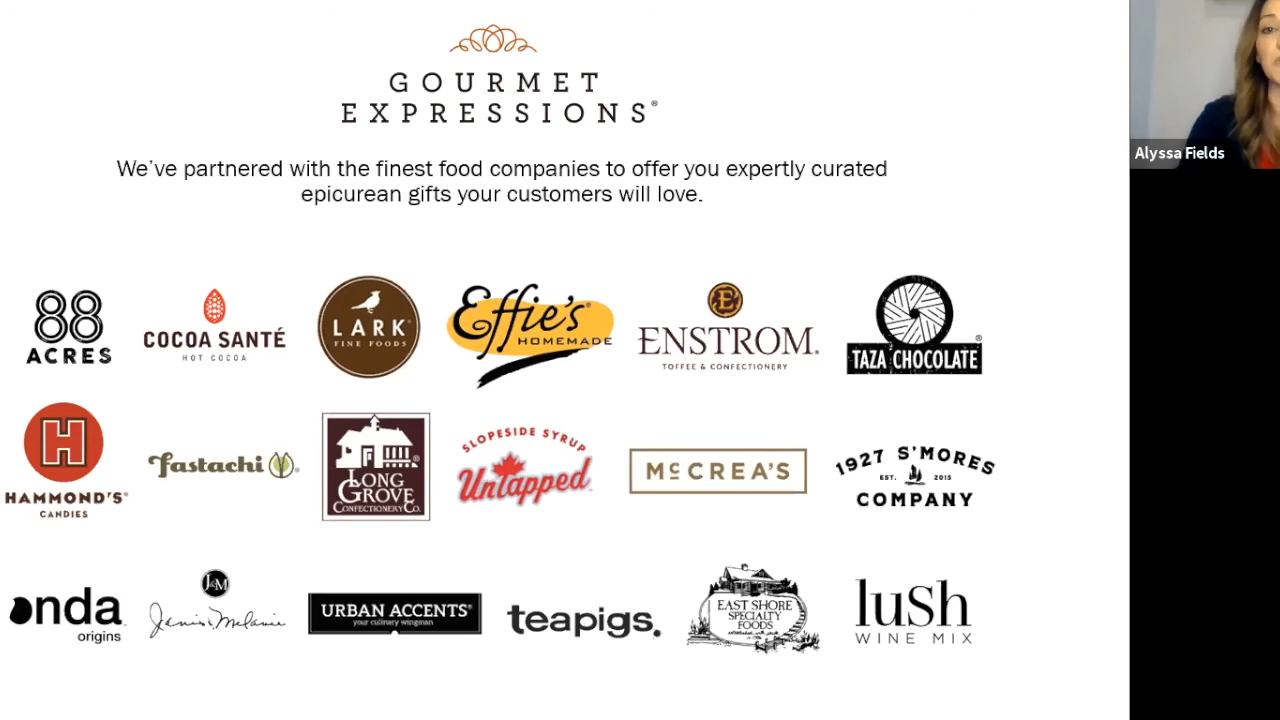 GOURMET
EXPRESSIONS®
We've partnered with the finest food companies to offer you expertly curated
epicurean gifts your customers will love.
Alyssa Fields
88
ACRES
COCOA SANTÉ
HOT COCOA
LARK®
FINE FOODS
Effie's®
HOMEMADE
E
ENSTROM®
TOFFEE & CONFECTIONERY
TAZA CHOCOLATE®
H
HAMMOND'S®
CANDIES
fastachi®
LONG
GROVE®
CONFECTIONERY CO.
SLOPESIDE SYRUP
UnTapped
McCREA'S
1927 S'MORES
EST. 2015
COMPANY
onda
origins
J&M
Jamis Melanie
URBAN ACCENTS®
your culinary wingman
teapigs.
EAST SHORE
SPECIALTY
FOODS
luSh
WINE MIX